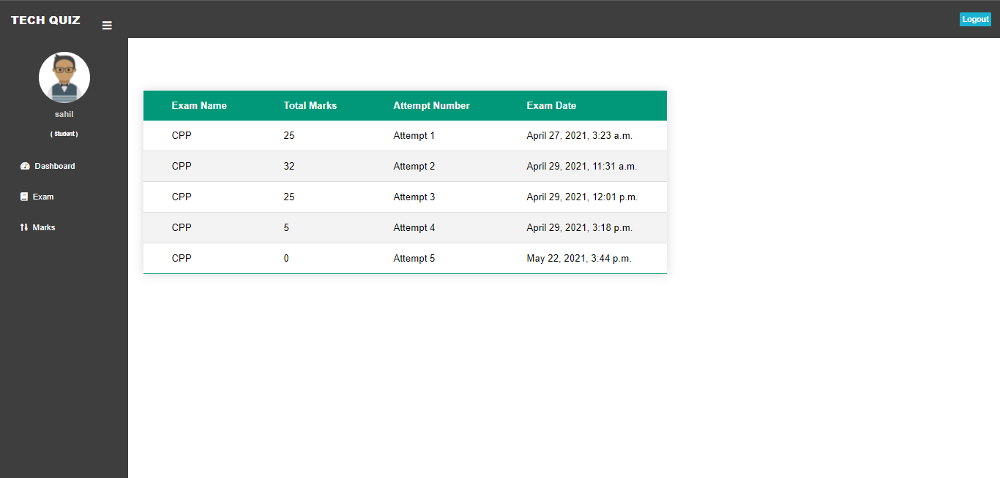 TECH QUIZ
Logout
sahil
( Student )
Dashboard
Exam
Marks
Exam Name Total Marks Attempt Number Exam Date
CPP 25 Attempt 1 April 27, 2021, 3:23 a.m.
CPP 32 Attempt 2 April 29, 2021, 11:31 a.m.
CPP 25 Attempt 3 April 29, 2021, 12:01 p.m.
CPP 5 Attempt 4 April 29, 2021, 3:18 p.m.
CPP 0 Attempt 5 May 22, 2021, 3:44 p.m.